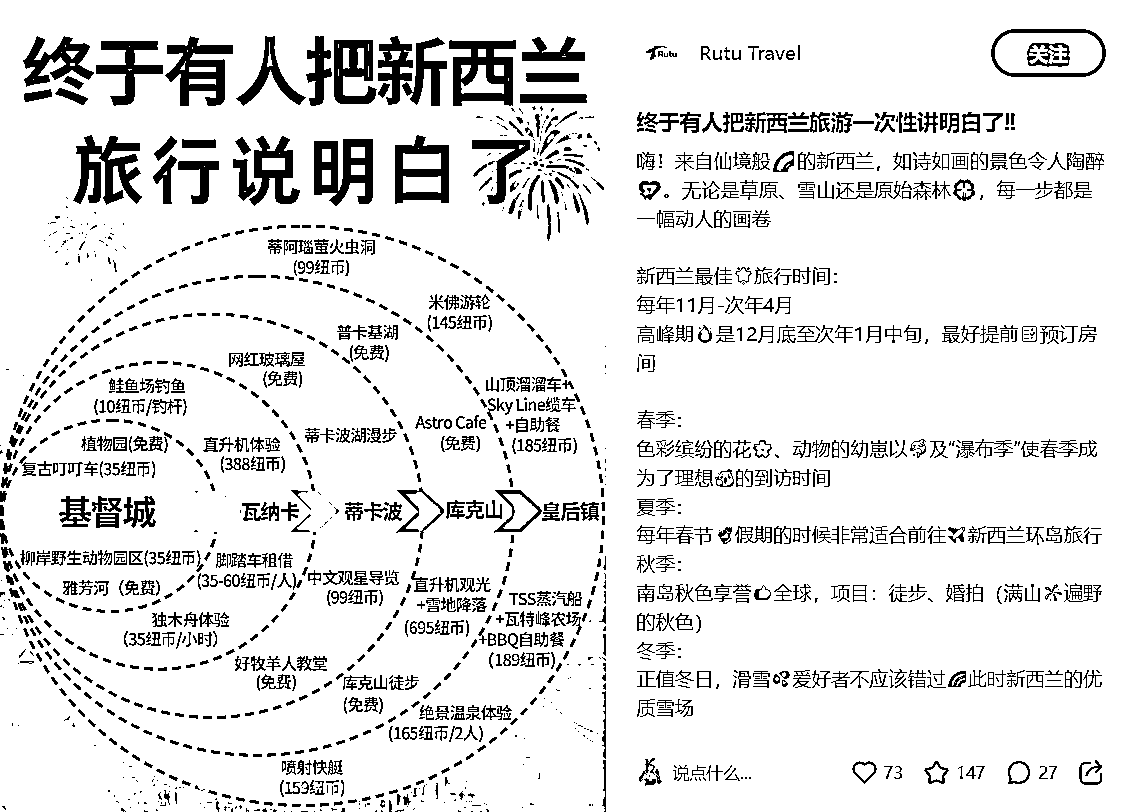 终于有人把新西兰
旅行说明白了
蒂阿瑙萤火虫洞
(99纽币)
米佛游轮
(145纽币)
普卡基湖
(免费)
网红玻璃屋
(免费)
鲑鱼场钓鱼
(10纽币/钓杆)
山顶溜溜车+
Sky Line缆车
+自助餐
(185纽币)
Astro Cafe
(免费)
蒂卡波湖漫步
直升机体验
(388纽币)
植物园(免费)
复古叮叮车(35纽币)
基督城
瓦纳卡
蒂卡波
库克山
皇后镇
柳岸野生动物园区(35纽币)
雅芳河（免费）
脚踏车租借
(35-60纽币/人)
独木舟体验
(35纽币/小时)
中文观星导览
(99纽币)
直升机观光
+雪地降落
(695纽币)
TSS蒸汽船
+瓦特峰农场
+BBQ自助餐
(189纽币)
好牧羊人教堂
(免费)
库克山徒步
(免费)
绝景温泉体验
(165纽币/2人)
喷射快艇
(159纽币)
Rutu
Rutu Travel
关注
终于有人把新西兰旅游一次性讲明白了‼
嗨！来自仙境般🌈的新西兰，如诗如画的景色令人陶醉
。无论是草原、雪山还是原始森林，每一步都是
一幅动人的画卷
新西兰最佳旅行时间：
每年11月-次年4月
高峰期是12月底至次年1月中旬，最好提前预订房
间
春季：
色彩缤纷的花、动物的幼崽以及“瀑布季”使春季成
为了理想的到访时间
夏季：
每年春节假期的时候非常适合前往新西兰环岛旅行
秋季：
南岛秋色享誉全球，项目：徒步、婚拍（满山遍野
的秋色）
冬季：
正值冬日，滑雪爱好者不应该错过🌈此时新西兰的优
质雪场
说点什么...
73
147
27